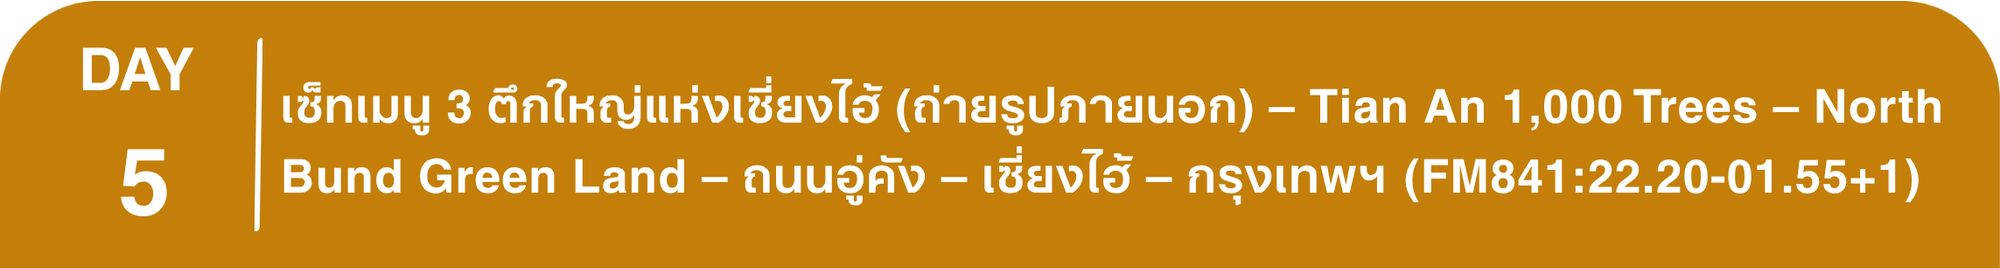 DAY
5
เซ็ทเมนู 3 ตึกใหญ่แห่งเซี่ยงไฮ้ (ถ่ายรูปภายนอก) – Tian An 1,000 Trees – North
Bund Green Land – ถนนอู่คัง – เซี่ยงไฮ้ – กรุงเทพฯ (FM841:22.20-01.55+1)